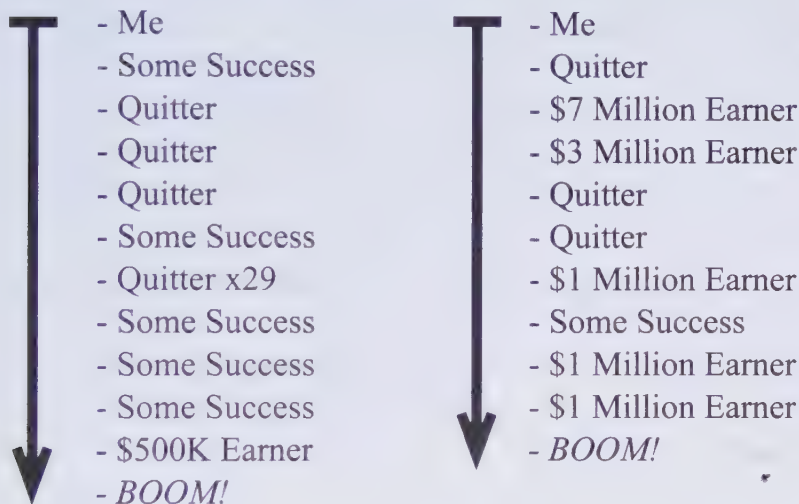 - Me
- Some Success
- Quitter
- Quitter
- Quitter
- Some Success
- Quitter x29
- Some Success
- Some Success
- Some Success
- $500K Earner
- BOOM!
- Me
- Quitter
- $7 Million Earner
- $3 Million Earner
- Quitter
- Quitter
- $1 Million Earner
- Some Success
- $1 Million Earner
- $1 Million Earner
- BOOM!